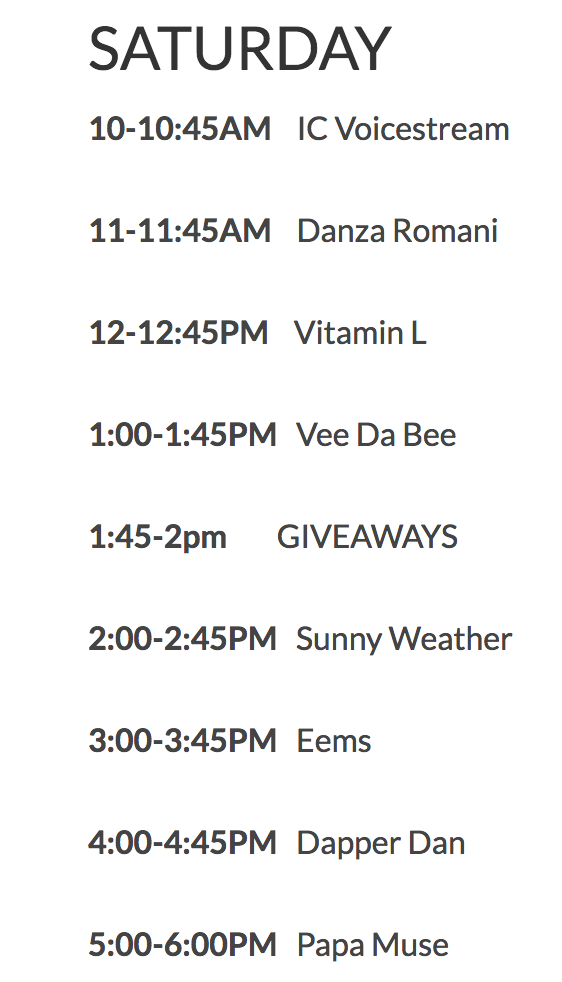 SATURDAY
10-10:45AM IC Voicestream
11-11:45AM Danza Romani
12-12:45PM Vitamin L
1:00-1:45PM Vee Da Bee
1:45-2pm GIVEAWAYS
2:00-2:45PM Sunny Weather
3:00-3:45PM Eems
4:00-4:45PM Dapper Dan
5:00-6:00PM Papa Muse